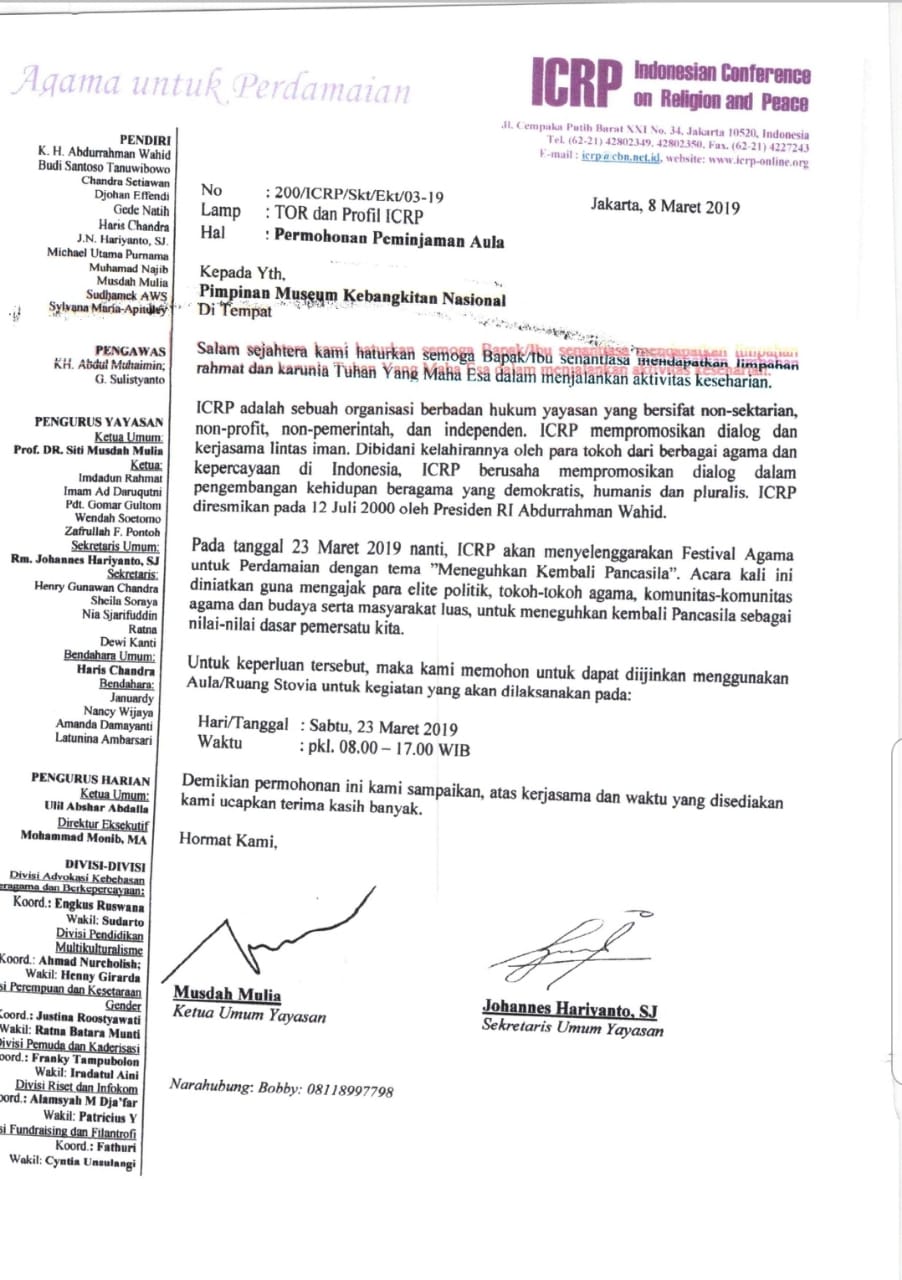 Agama untuk Perdamaian
ICRP Indonesian Conference
on Religion and Peace
Jl. Cempaka Putih Barat XXI No. 34, Jakarta 10520, Indonesia
Tel. (62-21) 42802349, 42802350, Fax. (62-21) 4227243
E-mail : icrp@cbn.net.id, website: www.icrp-online.org
PENDIRI
K. H. Abdurrahman Wahid
Budi Santoso Tanuwibowo
Chandra Setiawan
Djohan Effendi
Gede Natih
Haris Chandra
J.N. Hariyanto, SJ.
Michael Utama Purnama
Muhamad Najib
Musdah Mulia
Sudhamek AWS
Sylvana Maria Apituley
PENGAWAS
KH. Abdul Muhaimin;
G. Sulistyanto
PENGURUS YAYASAN
Ketua Umum:
Prof. DR. Siti Musdah Mulia
Ketua:
Imdadun Rahmat
Imam Ad Daruqutni
Pdt. Gomar Gultom
Wendah Soetomo
Zafrullah F. Pontoh
Sekretaris Umum:
Rm. Johannes Hariyanto, SJ
Sekretaris:
Henry Gunawan Chandra
Sheila Soraya
Nia Sjarifuddin
Ratna
Dewi Kanti
Bendahara Umum:
Haris Chandra
Bendahara:
Januardy
Nancy Wijaya
Amanda Damayanti
Latunina Ambarsari
PENGURUS HARIAN
Ketua Umum:
Ulil Abshar Abdalla
Direktur Eksekutif
Mohammad Monib, MA
DIVISI-DIVISI
Divisi Advokasi Kebebasan
eragama dan Berkepercayaan:
Koord.: Engkus Ruswana
Wakil: Sudarto
Divisi Pendidikan
Multikulturalisme
Koord.: Ahmad Nurcholish;
Wakil: Henny Girarda
si Perempuan dan Kesetaraan
Gender
Koord.: Justina Roostyawati
Wakil: Ratna Batara Munti
Divisi Pemuda dan Kaderisasi
oord.: Franky Tampubolon
Wakil: Iradatul Aini
Divisi Riset dan Infokom
oord.: Alamsyah M Dja'far
Wakil: Patricius Y
si Fundraising dan Filantrofi
Koord.: Fathuri
Wakil: Cyntia Unsulangi
No : 200/ICRP/Skt/Ekt/03-19
Jakarta, 8 Maret 2019
Lamp : TOR dan Profil ICRP
Hal : Permohonan Peminjaman Aula
Kepada Yth,
Pimpinan Museum Kebangkitan Nasional
Di Tempat
Salam sejahtera kami haturkan semoga Bapak/Ibu senantiasa mendapatkan limpahan
rahmat dan karunia Tuhan Yang Maha Esa dalam menjalankan aktivitas keseharian.
ICRP adalah sebuah organisasi berbadan hukum yayasan yang bersifat non-sektarian,
non-profit, non-pemerintah, dan independen. ICRP mempromosikan dialog dan
kerjasama lintas iman. Dibidani kelahirannya oleh para tokoh dari berbagai agama dan
kepercayaan di Indonesia, ICRP berusaha mempromosikan dialog dalam
pengembangan kehidupan beragama yang demokratis, humanis dan pluralis. ICRP
diresmikan pada 12 Juli 2000 oleh Presiden RI Abdurrahman Wahid.
Pada tanggal 23 Maret 2019 nanti, ICRP akan menyelenggarakan Festival Agama
untuk Perdamaian dengan tema ”Meneguhkan Kembali Pancasila”. Acara kali ini
diniatkan guna mengajak para elite politik, tokoh-tokoh agama, komunitas-komunitas
agama dan budaya serta masyarakat luas, untuk meneguhkan kembali Pancasila sebagai
nilai-nilai dasar pemersatu kita.
Untuk keperluan tersebut, maka kami memohon untuk dapat diijinkan menggunakan
Aula/Ruang Stovia untuk kegiatan yang akan dilaksanakan pada:
Hari/Tanggal : Sabtu, 23 Maret 2019
Waktu : pkl. 08.00 – 17.00 WIB
Demikian permohonan ini kami sampaikan, atas kerjasama dan waktu yang disediakan
kami ucapkan terima kasih banyak.
Hormat Kami,
Musdah Mulia
Ketua Umum Yayasan
Johannes Hariyanto, SJ
Sekretaris Umum Yayasan
Narahubung: Bobby: 08118997798